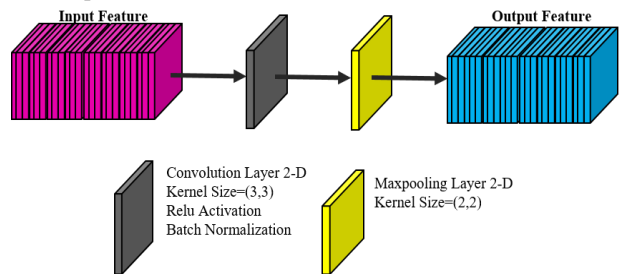 Input Feature
Output Feature
Convolution Layer 2-D
Kernel Size=(3,3)
Relu Activation
Batch Normalization
Maxpooling Layer 2-D
Kernel Size=(2,2)